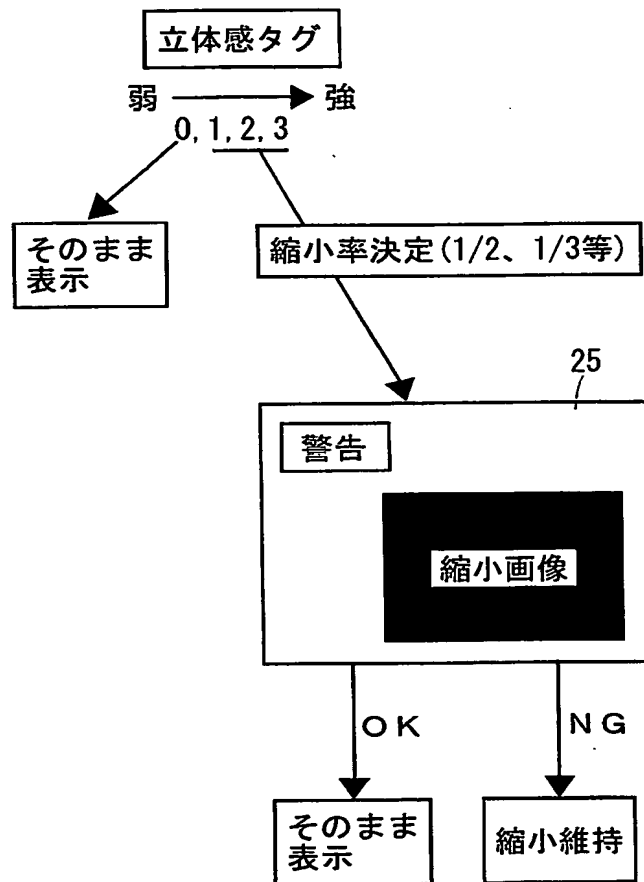 立体感タグ
弱 強
0, 1, 2, 3
そのまま
表示
縮小率決定(1/2、1/3等)
25
警告
縮小画像
OK
NG
そのまま
表示
縮小維持